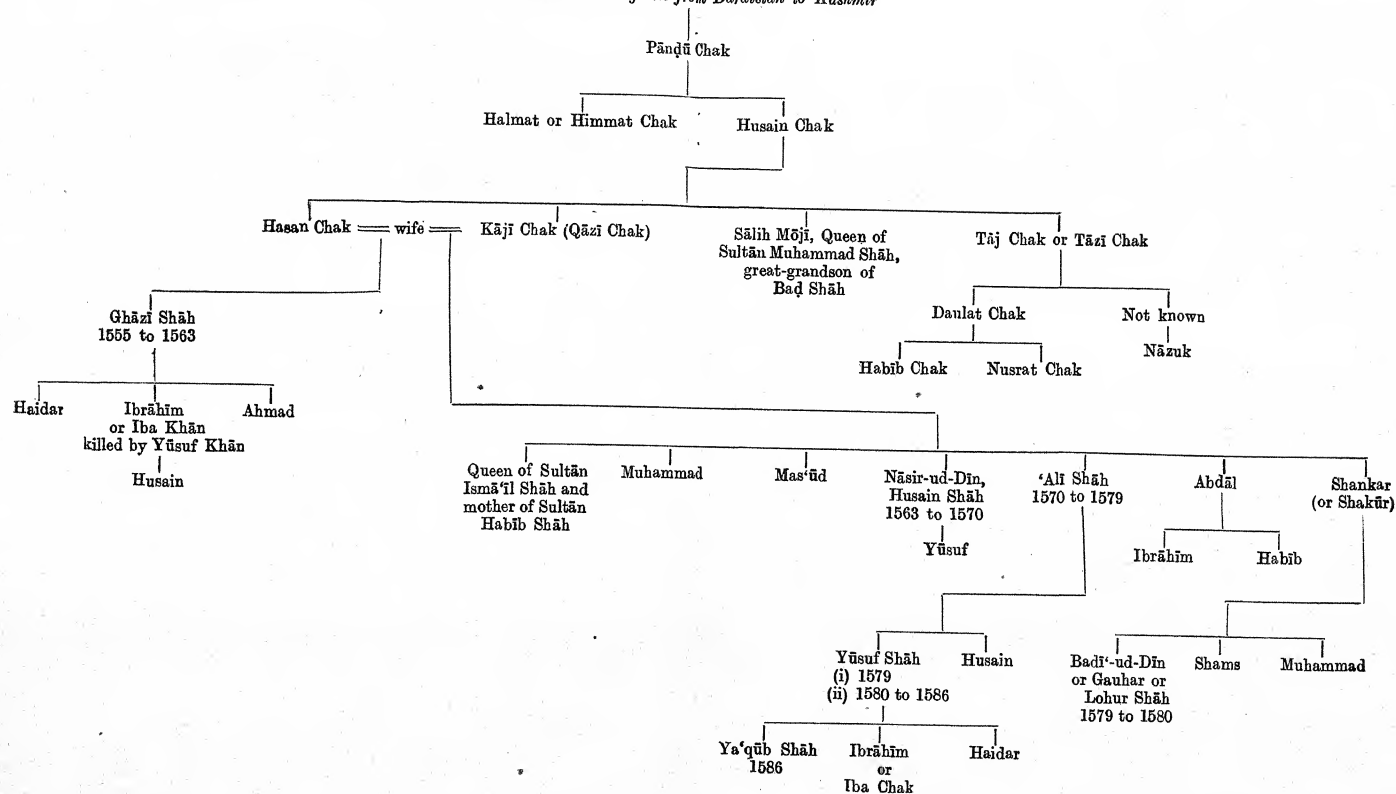 from Dardistan to Kashmir
Pāṇḍū Chak
Halmat or Himmat Chak
Husain Chak
Hasan Chak
wife
Kājī Chak (Qāzī Chak)
Sālih Mōjī, Queen of
Sultān Muhammad Shāh,
great-grandson of
Baḍ Shāh
Tāj Chak or Tāzī Chak
Ghāzī Shāh
1555 to 1563
Daulat Chak
Not known
Nāzuk
Habīb Chak
Nusrat Chak
Haidar
Ibrāhīm
or Iba Khān
killed by Yūsuf Khān
Ahmad
Husain
Queen of Sultān
Ismā‘īl Shāh and
mother of Sultān
Habīb Shāh
Muhammad
Mas‘ūd
Nāsir-ud-Dīn,
Husain Shāh
1563 to 1570
Yūsuf
‘Alī Shāh
1570 to 1579
Abdāl
Shankar
(or Shakūr)
Ibrāhīm
Habīb
Yūsuf Shāh
(i) 1579
(ii) 1580 to 1586
Husain
Badī‘-ud-Dīn
or Gauhar or
Lohur Shāh
1579 to 1580
Shams
Muhammad
Ya‘qūb Shāh
1586
Ibrāhīm
or
Iba Chak
Haidar